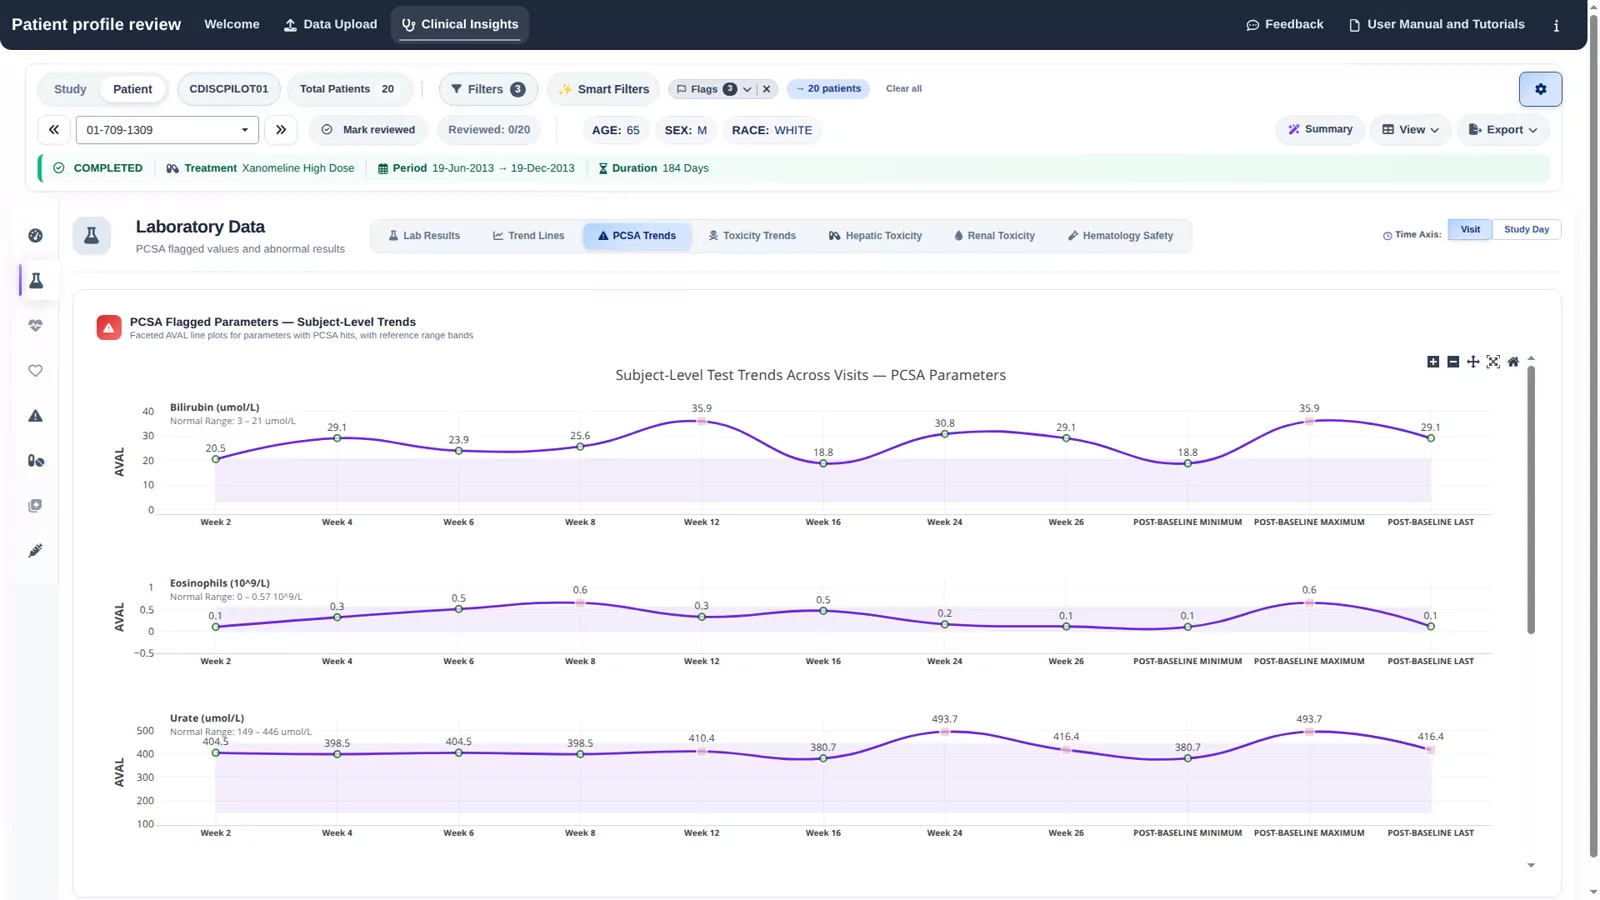 Patient profile review Welcome Data Upload Clinical Insights Feedback User Manual and Tutorials
Study Patient CDISCPILOT01 Total Patients 20 Filters 3 Smart Filters Flags 3 → 20 patients Clear all
01-709-1309 Mark reviewed Reviewed: 0/20 AGE: 65 SEX: M RACE: WHITE Summary View Export
COMPLETED Treatment Xanomeline High Dose Period 19-Jun-2013 → 19-Dec-2013 Duration 184 Days
Laboratory Data
PCSA flagged values and abnormal results
Lab Results Trend Lines PCSA Trends Toxicity Trends Hepatic Toxicity Renal Toxicity Hematology Safety
Time Axis: Visit Study Day
PCSA Flagged Parameters — Subject-Level Trends
Faceted AVAL line plots for parameters with PCSA hits, with reference range bands
Subject-Level Test Trends Across Visits — PCSA Parameters
Bilirubin (umol/L)
Normal Range: 3 – 21 umol/L
AVAL
40
30
20
10
0
20.5 29.1 23.9 25.6 35.9 18.8 30.8 29.1 18.8 35.9 29.1
Week 2 Week 4 Week 6 Week 8 Week 12 Week 16 Week 24 Week 26 POST-BASELINE MINIMUM POST-BASELINE MAXIMUM POST-BASELINE LAST
Eosinophils (10^9/L)
Normal Range: 0 – 0.57 10^9/L
AVAL
1
0.5
0
−0.5
0.1 0.3 0.5 0.6 0.3 0.5 0.2 0.1 0.1 0.6 0.1
Week 2 Week 4 Week 6 Week 8 Week 12 Week 16 Week 24 Week 26 POST-BASELINE MINIMUM POST-BASELINE MAXIMUM POST-BASELINE LAST
Urate (umol/L)
Normal Range: 149 – 446 umol/L
AVAL
500
400
300
200
100
404.5 398.5 404.5 398.5 410.4 380.7 493.7 416.4 380.7 493.7 416.4
Week 2 Week 4 Week 6 Week 8 Week 12 Week 16 Week 24 Week 26 POST-BASELINE MINIMUM POST-BASELINE MAXIMUM POST-BASELINE LAST